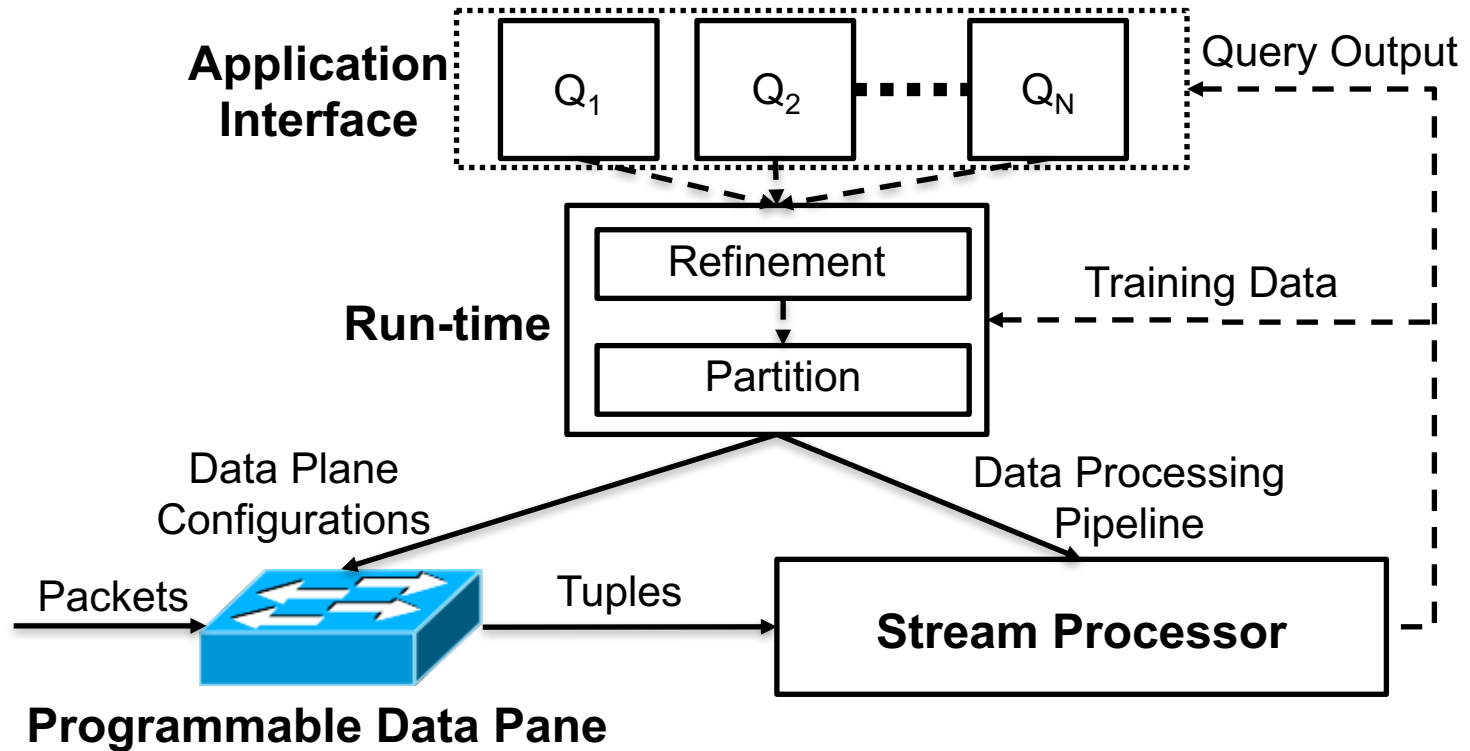 Application
Interface
Q1
Q2
QN
Query Output
Refinement
Run-time
Training Data
Partition
Data Plane
Configurations
Data Processing
Pipeline
Packets
Tuples
Stream Processor
Programmable Data Pane